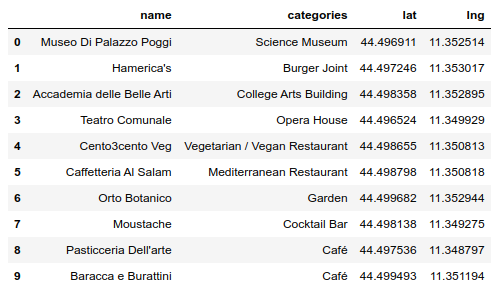 name categories lat lng
0 Museo Di Palazzo Poggi Science Museum 44.496911 11.352514
1 Hamerica's Burger Joint 44.497246 11.353017
2 Accademia delle Belle Arti College Arts Building 44.498358 11.352895
3 Teatro Comunale Opera House 44.496524 11.349929
4 Cento3cento Veg Vegetarian / Vegan Restaurant 44.498655 11.350813
5 Caffetteria Al Salam Mediterranean Restaurant 44.498798 11.350818
6 Orto Botanico Garden 44.499682 11.352944
7 Moustache Cocktail Bar 44.498138 11.349275
8 Pasticceria Dell'arte Café 44.497536 11.348797
9 Baracca e Burattini Café 44.499493 11.351194